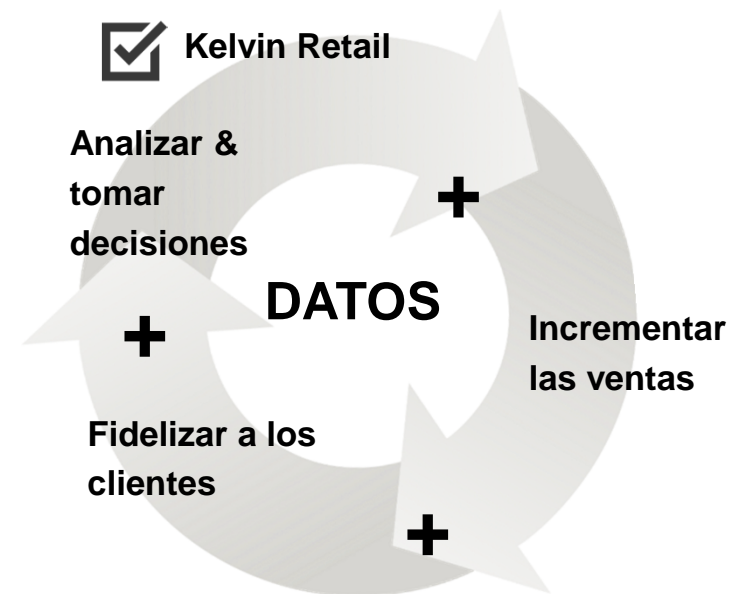 Kelvin Retail
Analizar &
tomar
decisiones
+
DATOS
+
Incrementar
las ventas
Fidelizar a los
clientes
+